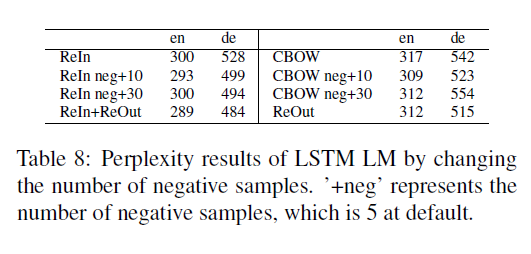 en de en de
ReIn 300 528 CBOW 317 542
ReIn neg+10 293 499 CBOW neg+10 309 523
ReIn neg+30 300 494 CBOW neg+30 312 554
ReIn+ReOut 289 484 ReOut 312 515
Table 8: Perplexity results of LSTM LM by changing
the number of negative samples. '+neg' represents the
number of negative samples, which is 5 at default.